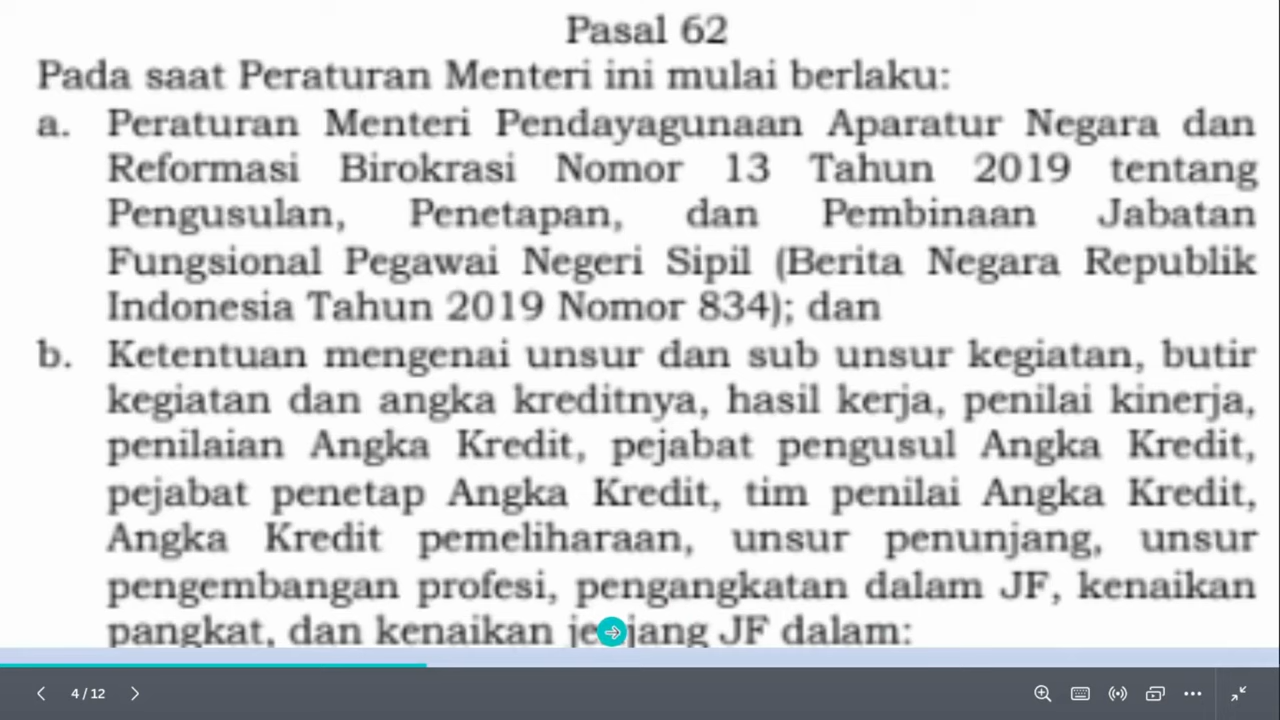 Pasal 62
Pada saat Peraturan Menteri ini mulai berlaku:
a. Peraturan Menteri Pendayagunaan Aparatur Negara dan
Reformasi Birokrasi Nomor 13 Tahun 2019 tentang
Pengusulan, Penetapan, dan Pembinaan Jabatan
Fungsional Pegawai Negeri Sipil (Berita Negara Republik
Indonesia Tahun 2019 Nomor 834); dan
b. Ketentuan mengenai unsur dan sub unsur kegiatan, butir
kegiatan dan angka kreditnya, hasil kerja, penilai kinerja,
penilaian Angka Kredit, pejabat pengusul Angka Kredit,
pejabat penetap Angka Kredit, tim penilai Angka Kredit,
Angka Kredit pemeliharaan, unsur penunjang, unsur
pengembangan profesi, pengangkatan dalam JF, kenaikan
pangkat, dan kenaikan jenjang JF dalam:
4 / 12